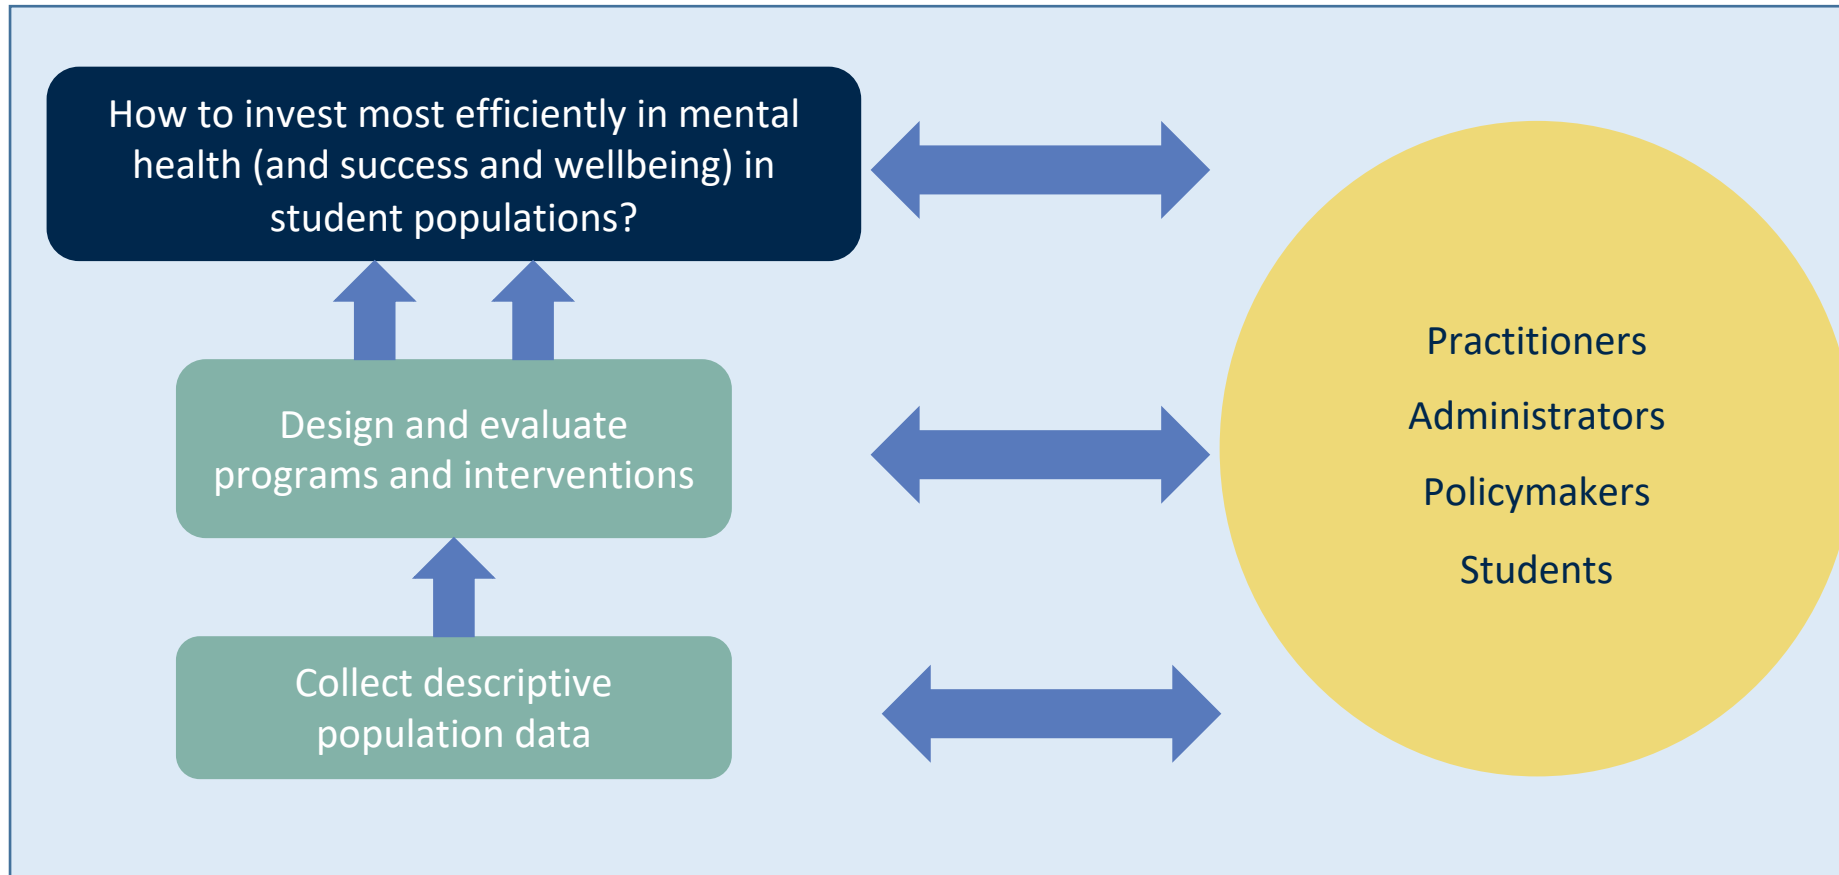 How to invest most efficiently in mental
health (and success and wellbeing) in
student populations?
Design and evaluate
programs and interventions
Collect descriptive
population data
Practitioners
Administrators
Policymakers
Students